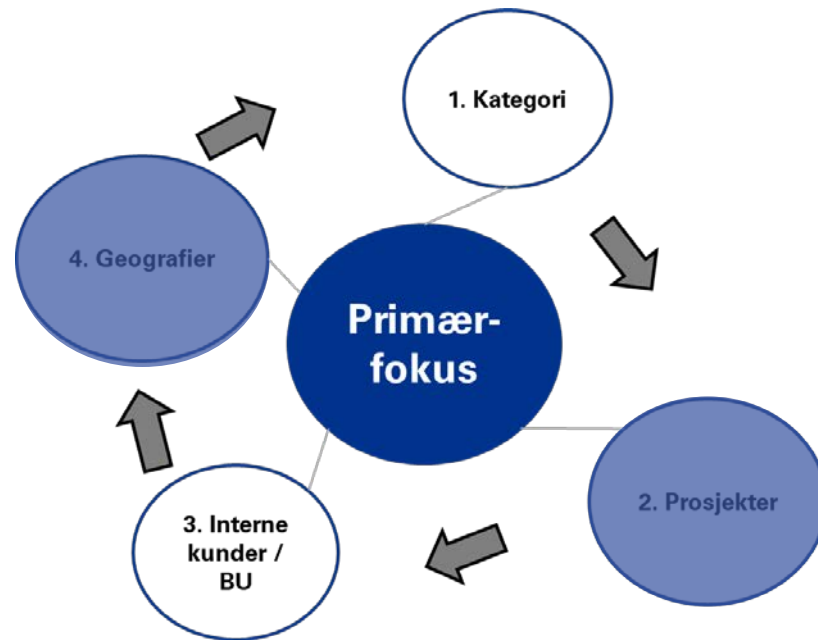 1. Kategori
4. Geografier
Primær-
fokus
2. Prosjekter
3. Interne
kunder /
BU